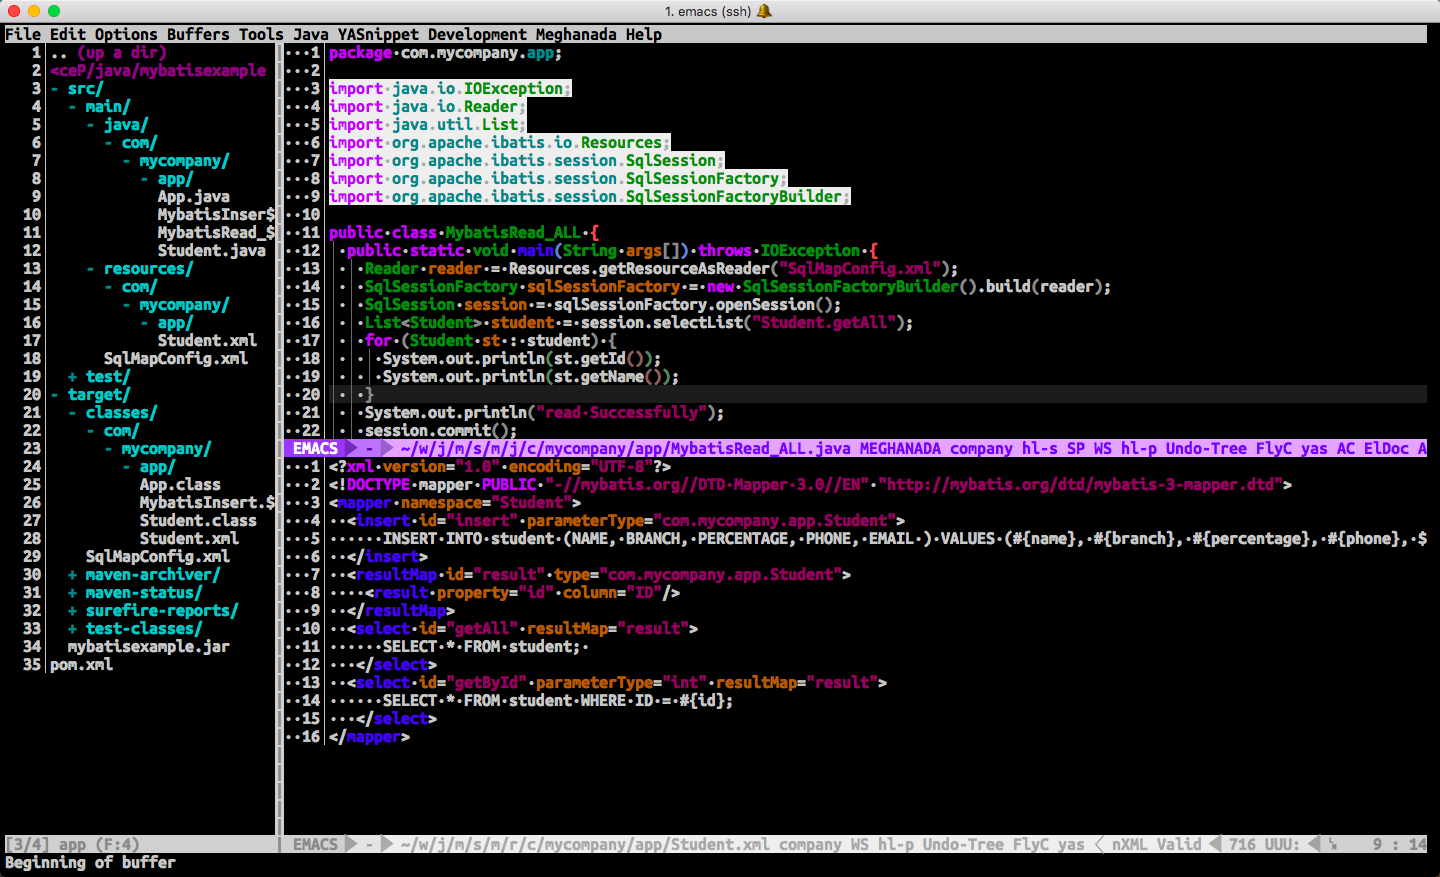 1. emacs (ssh)
File Edit Options Buffers Tools Java YASnippet Development Meghanada Help
1 .. (up a dir)
2 <ceP/java/mybatisexample
3 - src/
4 - main/
5 - java/
6 - com/
7 - mycompany/
8 - app/
9 App.java
10 MybatisInser$
11 MybatisRead_$
12 Student.java
13 - resources/
14 - com/
15 - mycompany/
16 - app/
17 Student.xml
18 SqlMapConfig.xml
19 + test/
20 - target/
21 - classes/
22 - com/
23 - mycompany/
24 - app/
25 App.class
26 MybatisInsert.$
27 Student.class
28 Student.xml
29 SqlMapConfig.xml
30 + maven-archiver/
31 + maven-status/
32 + surefire-reports/
33 + test-classes/
34 mybatisexample.jar
35 pom.xml
[3/4] app (F:4)
1 package com.mycompany.app;
2
3 import java.io.IOException;
4 import java.io.Reader;
5 import java.util.List;
6 import org.apache.ibatis.io.Resources;
7 import org.apache.ibatis.session.SqlSession;
8 import org.apache.ibatis.session.SqlSessionFactory;
9 import org.apache.ibatis.session.SqlSessionFactoryBuilder;
10
11 public class MybatisRead_ALL {
12 public static void main(String args[]) throws IOException {
13 Reader reader = Resources.getResourceAsReader("SqlMapConfig.xml");
14 SqlSessionFactory sqlSessionFactory = new SqlSessionFactoryBuilder().build(reader);
15 SqlSession session = sqlSessionFactory.openSession();
16 List<Student> student = session.selectList("Student.getAll");
17 for (Student st : student) {
18 System.out.println(st.getId());
19 System.out.println(st.getName());
20 }
21 System.out.println("read Successfully");
22 session.commit();
EMACS - ~/w/j/m/s/m/j/c/mycompany/app/MybatisRead_ALL.java MEGHANADA company hl-s SP WS hl-p Undo-Tree FlyC yas AC ElDoc A
1 <?xml version="1.0" encoding="UTF-8"?>
2 <!DOCTYPE mapper PUBLIC "-//mybatis.org//DTD Mapper 3.0//EN" "http://mybatis.org/dtd/mybatis-3-mapper.dtd">
3 <mapper namespace="Student">
4 <insert id="insert" parameterType="com.mycompany.app.Student">
5 INSERT INTO student (NAME, BRANCH, PERCENTAGE, PHONE, EMAIL ) VALUES (#{name}, #{branch}, #{percentage}, #{phone}, $
6 </insert>
7 <resultMap id="result" type="com.mycompany.app.Student">
8 <result property="id" column="ID"/>
9 </resultMap>
10 <select id="getAll" resultMap="result">
11 SELECT * FROM student;
12 </select>
13 <select id="getById" parameterType="int" resultMap="result">
14 SELECT * FROM student WHERE ID = #{id};
15 </select>
16 </mapper>
EMACS - ~/w/j/m/s/m/r/c/mycompany/app/Student.xml company WS hl-p Undo-Tree FlyC yas nXML Valid 716 UUU: 9 : 14
Beginning of buffer